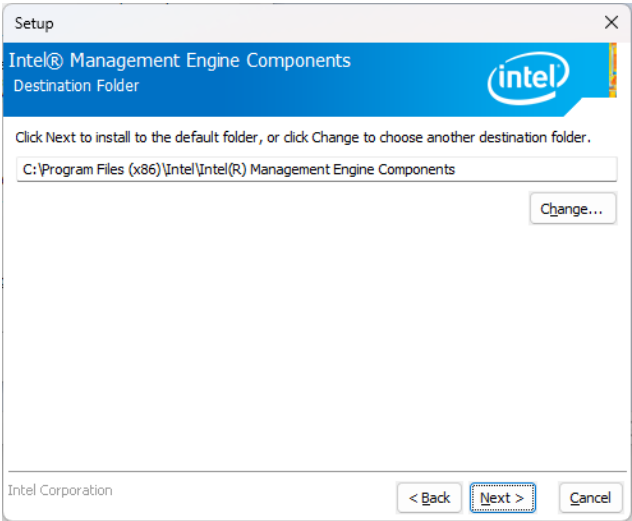 Setup
Intel® Management Engine Components
Destination Folder
intel
Click Next to install to the default folder, or click Change to choose another destination folder.
C:\Program Files (x86)\Intel\Intel(R) Management Engine Components
Change...
Intel Corporation
< Back
Next >
Cancel